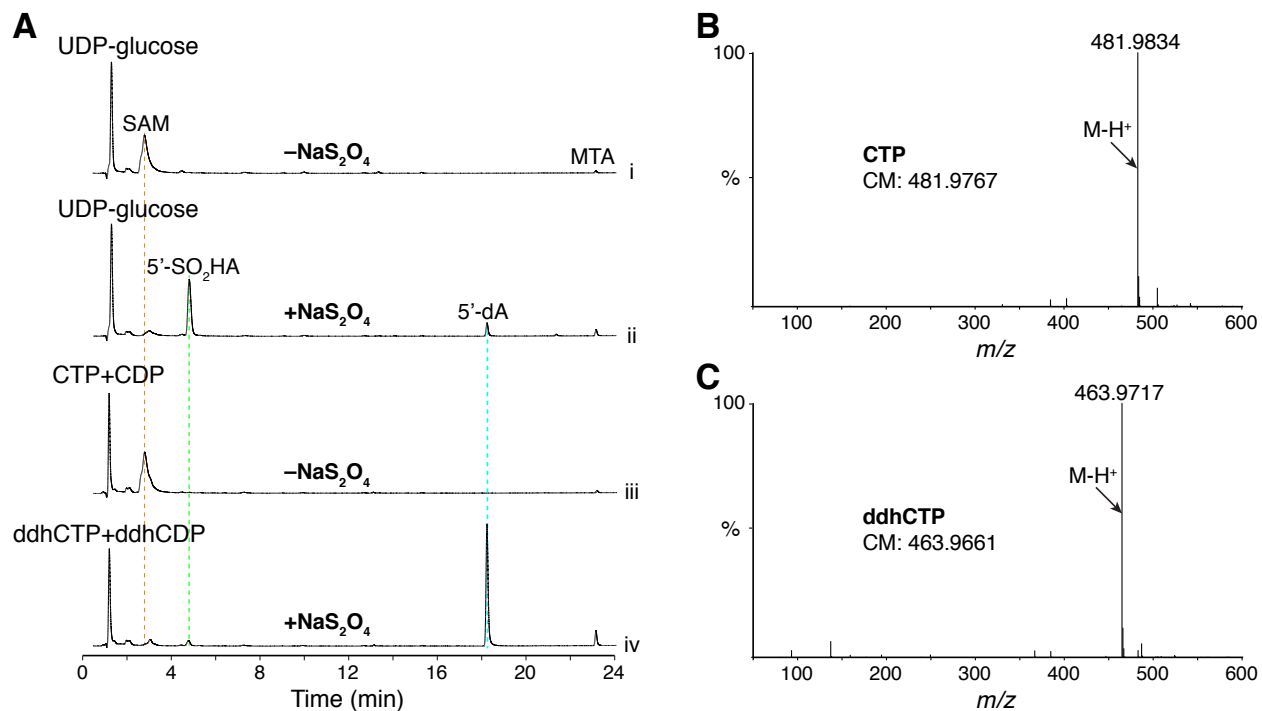 A
UDP-glucose
SAM
–NaS₂O₄
MTA
i
UDP-glucose
5’-SO₂HA
+NaS₂O₄
5’-dA
ii
CTP+CDP
–NaS₂O₄
iii
ddhCTP+ddhCDP
+NaS₂O₄
iv
0 4 8 12 16 20 24
Time (min)
B
100
481.9834
M-H⁺
CTP
CM: 481.9767
%
100 200 300 400 500 600
m/z
C
100
463.9717
M-H⁺
ddhCTP
CM: 463.9661
%
100 200 300 400 500 600
m/z